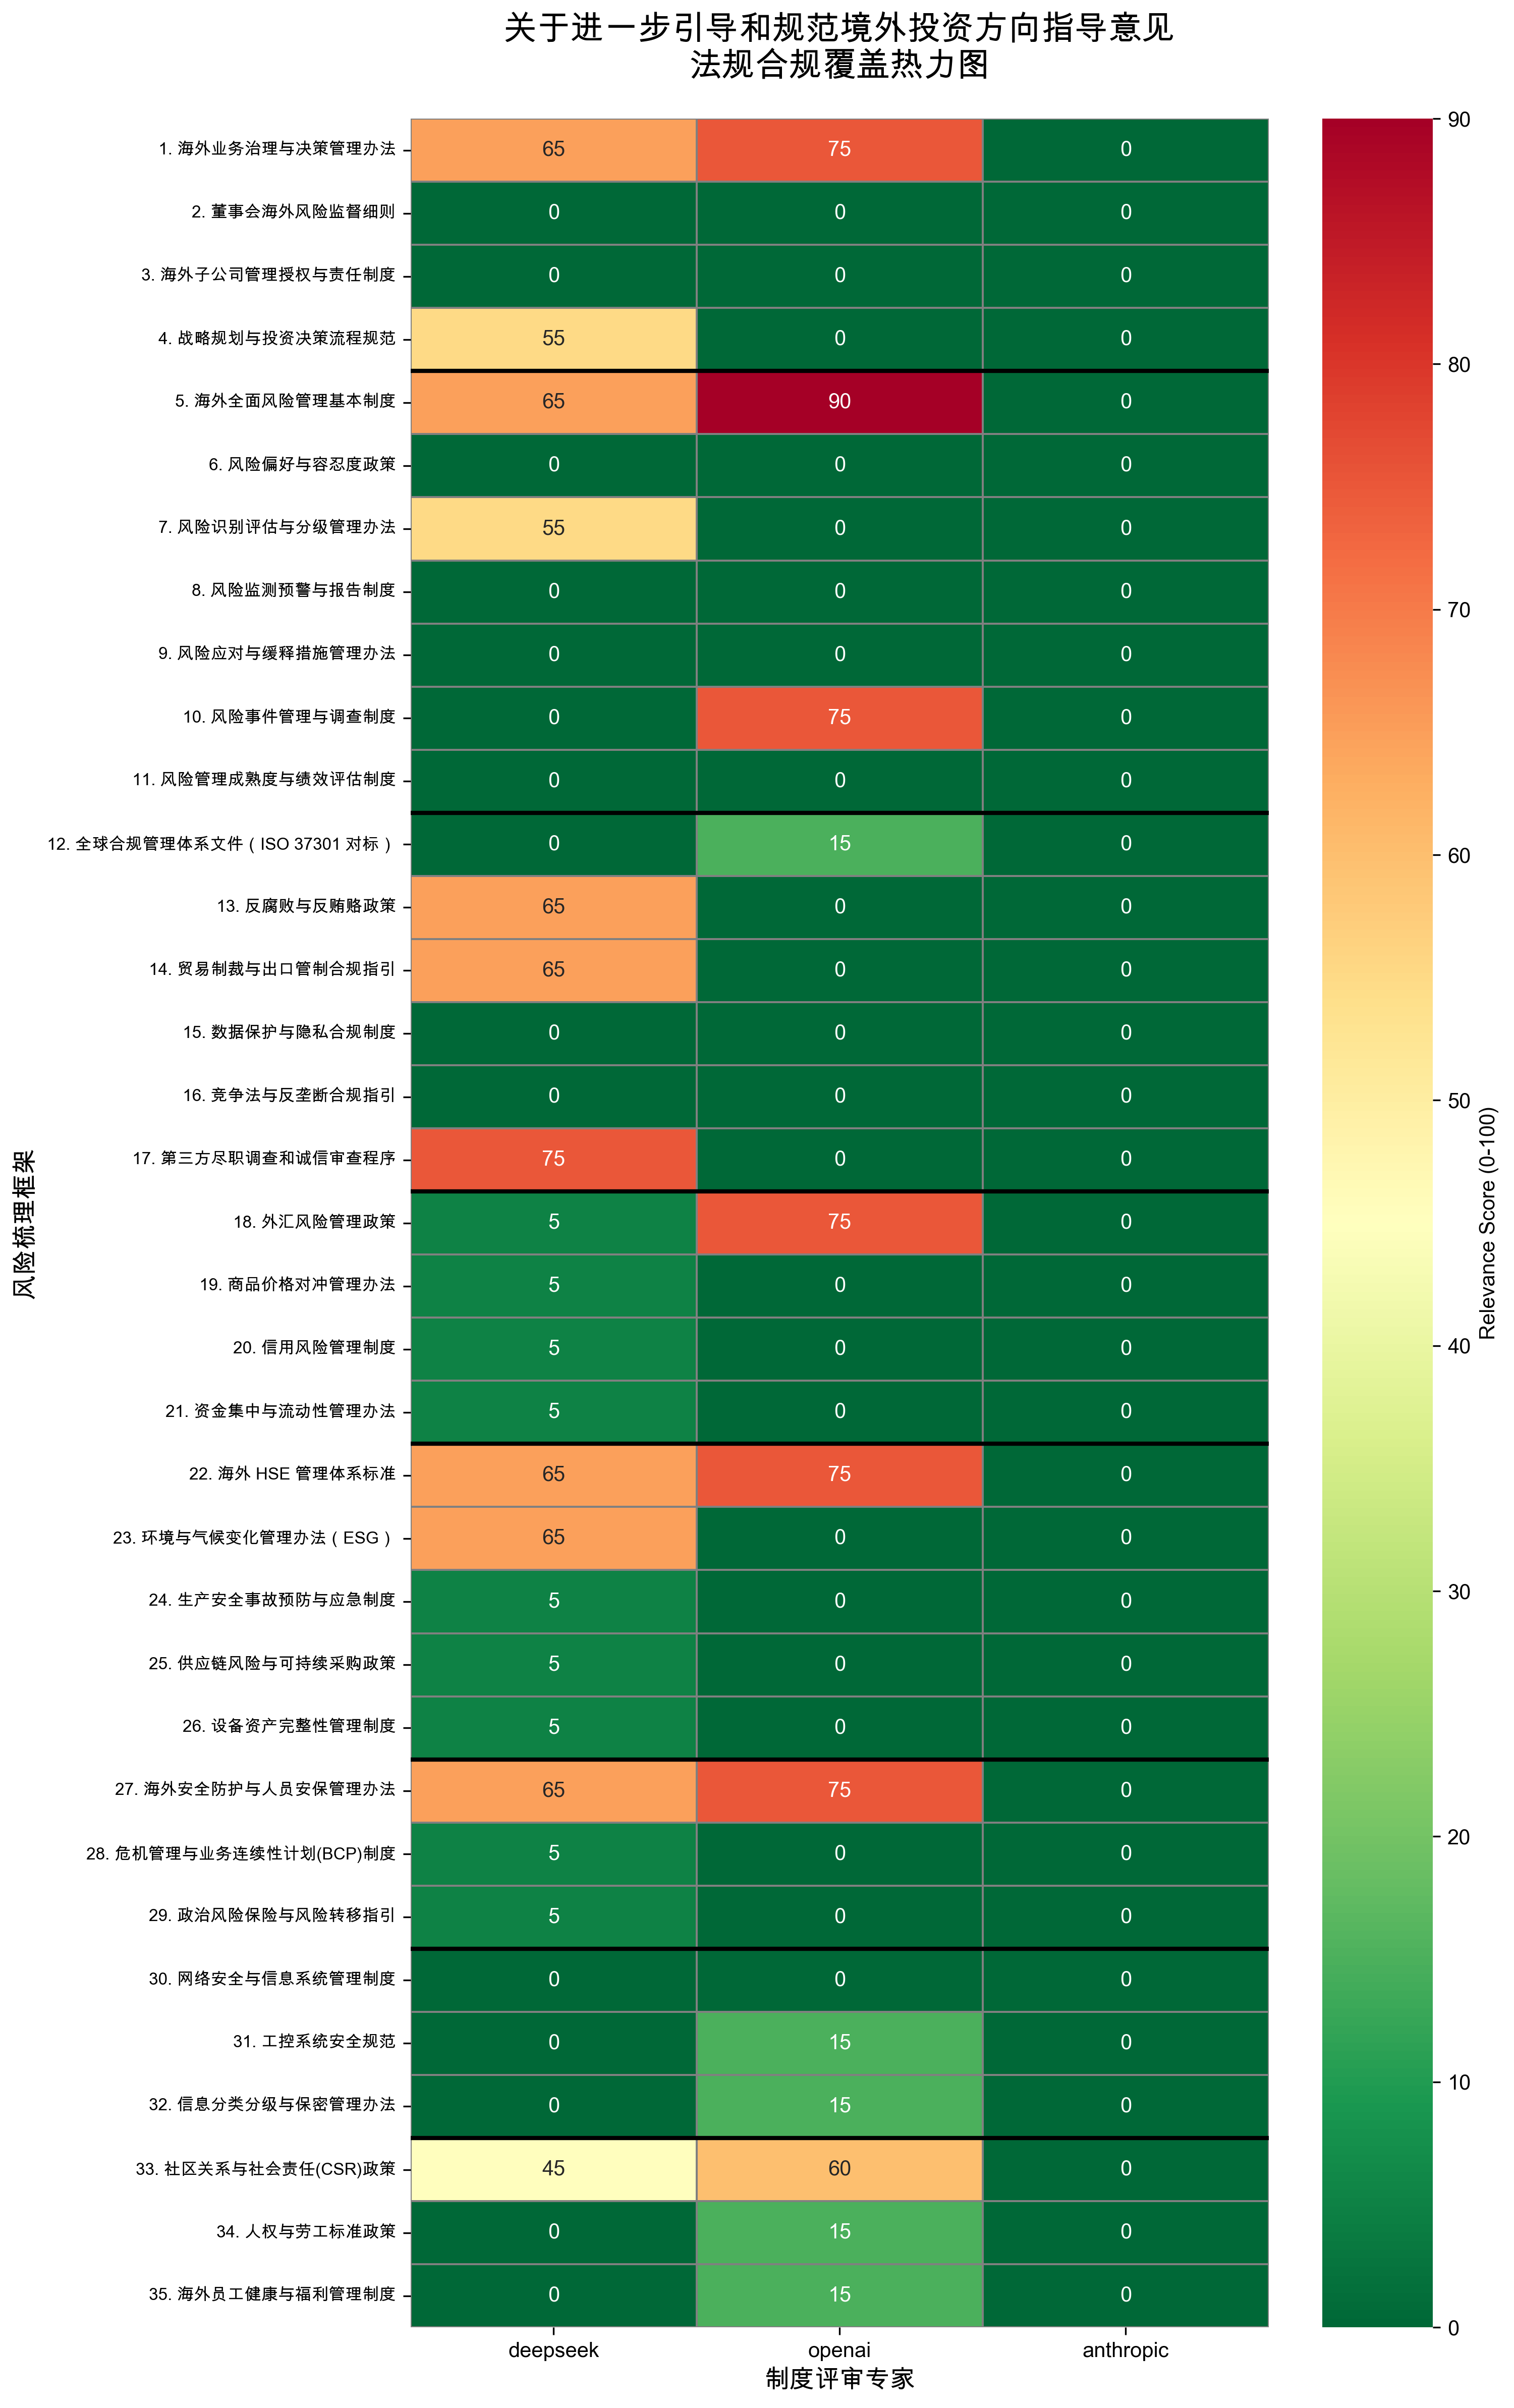 关于进一步引导和规范境外投资方向指导意见
法规合规覆盖热力图
风险梳理框架
1. 海外业务治理与决策管理办法 65 75 0
2. 董事会海外风险监督细则 0 0 0
3. 海外子公司管理授权与责任制度 0 0 0
4. 战略规划与投资决策流程规范 55 0 0
5. 海外全面风险管理基本制度 65 90 0
6. 风险偏好与容忍度政策 0 0 0
7. 风险识别评估与分级管理办法 55 0 0
8. 风险监测预警与报告制度 0 0 0
9. 风险应对与缓释措施管理办法 0 0 0
10. 风险事件管理与调查制度 0 75 0
11. 风险管理成熟度与绩效评估制度 0 0 0
12. 全球合规管理体系文件（ISO 37301 对标） 0 15 0
13. 反腐败与反贿赂政策 65 0 0
14. 贸易制裁与出口管制合规指引 65 0 0
15. 数据保护与隐私合规制度 0 0 0
16. 竞争法与反垄断合规指引 0 0 0
17. 第三方尽职调查和诚信审查程序 75 0 0
18. 外汇风险管理政策 5 75 0
19. 商品价格对冲管理办法 5 0 0
20. 信用风险管理制度 5 0 0
21. 资金集中与流动性管理办法 5 0 0
22. 海外 HSE 管理体系标准 65 75 0
23. 环境与气候变化管理办法（ESG） 65 0 0
24. 生产安全事故预防与应急制度 5 0 0
25. 供应链风险与可持续采购政策 5 0 0
26. 设备资产完整性管理制度 5 0 0
27. 海外安全防护与人员安保管理办法 65 75 0
28. 危机管理与业务连续性计划(BCP)制度 5 0 0
29. 政治风险保险与风险转移指引 5 0 0
30. 网络安全与信息系统管理制度 0 0 0
31. 工控系统安全规范 0 15 0
32. 信息分类分级与保密管理办法 0 15 0
33. 社区关系与社会责任(CSR)政策 45 60 0
34. 人权与劳工标准政策 0 15 0
35. 海外员工健康与福利管理制度 0 15 0
deepseek openai anthropic
制度评审专家
90
80
70
60
50
40
30
20
10
0
Relevance Score (0-100)